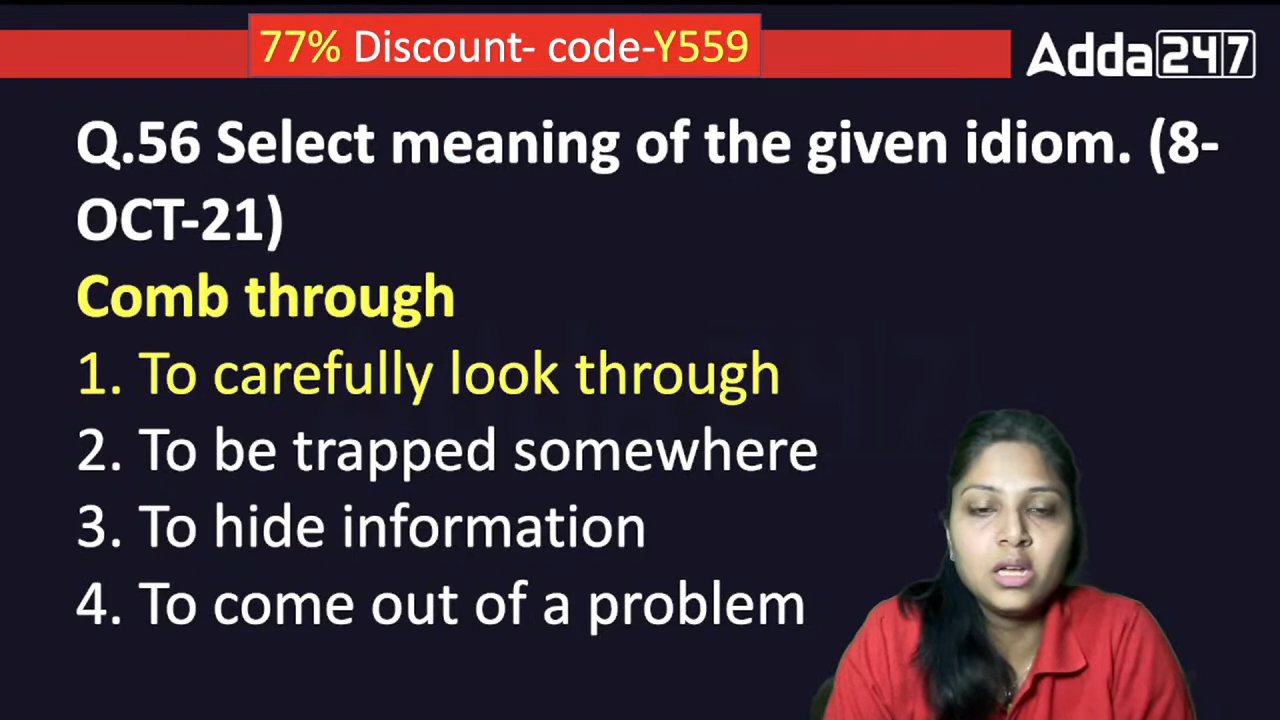 77% Discount- code-Y559
Adda247
Q.56 Select meaning of the given idiom. (8-
OCT-21)
Comb through
1. To carefully look through
2. To be trapped somewhere
3. To hide information
4. To come out of a problem